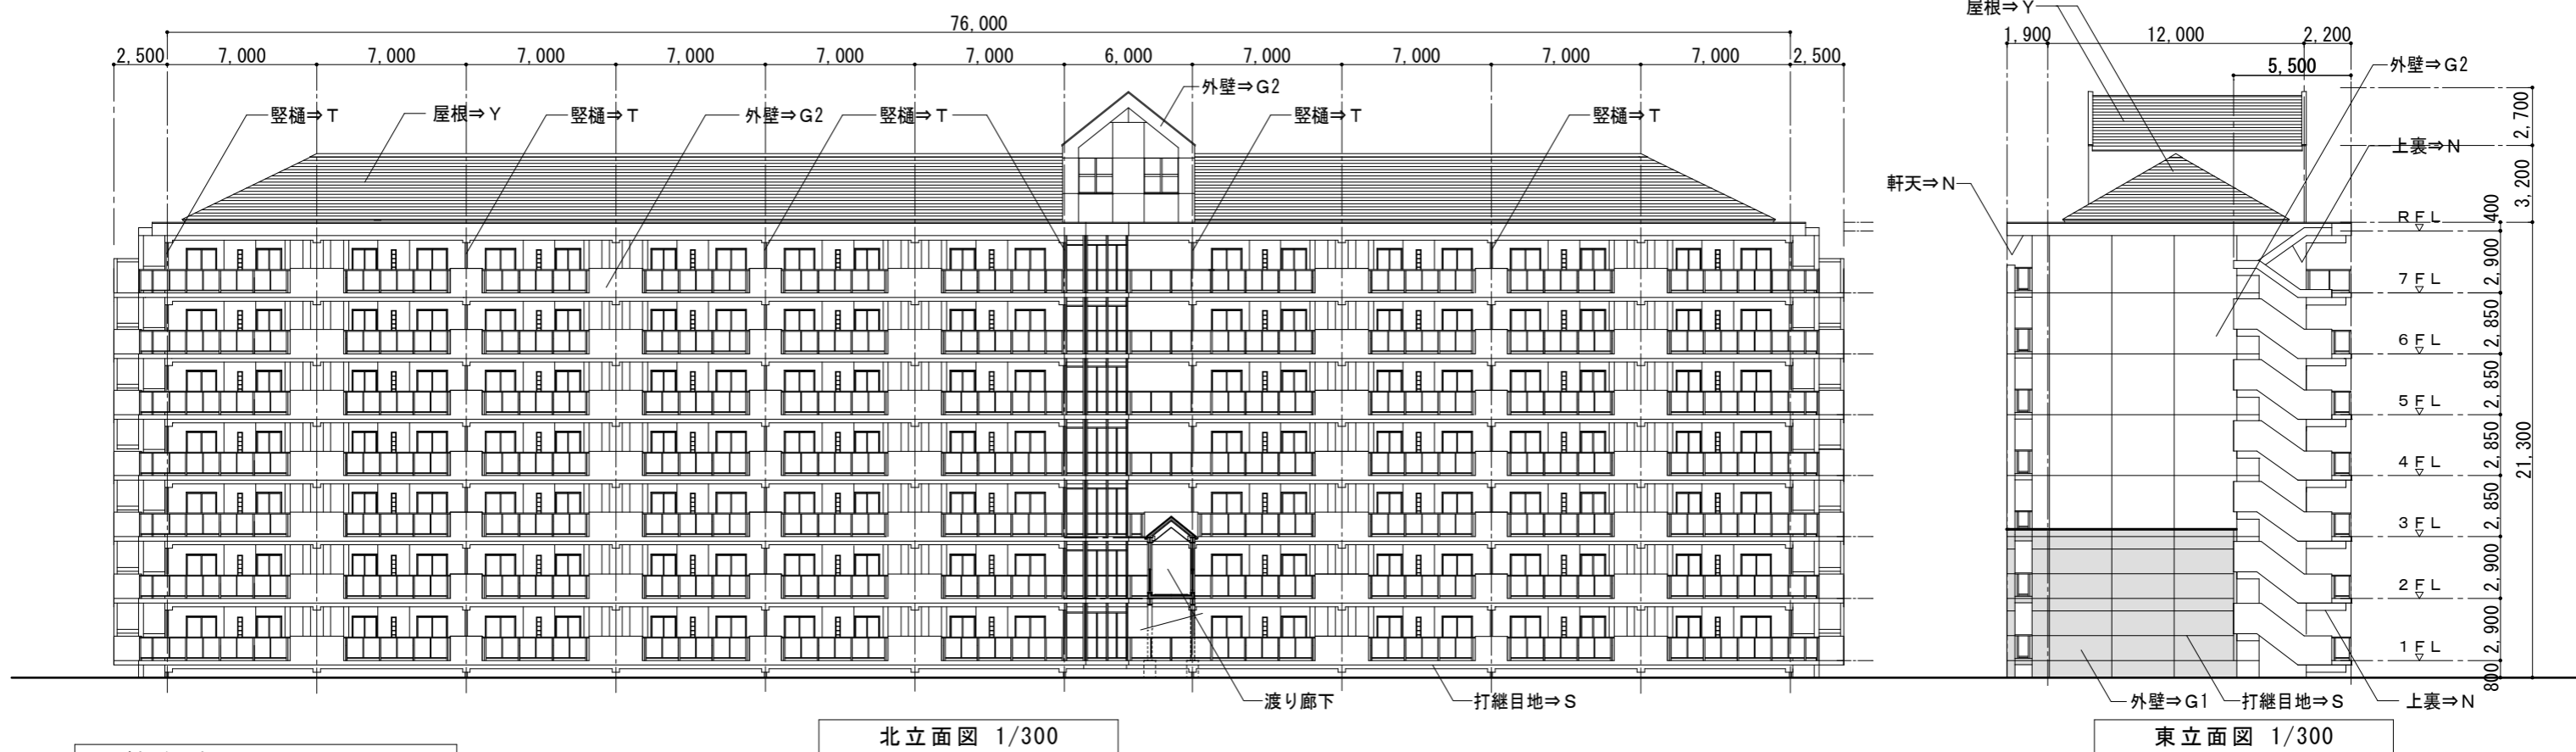 76,000
2,500 7,000 7,000 7,000 7,000 7,000 7,000 6,000 7,000 7,000 7,000 7,000 2,500
外壁⇒G2
竪樋⇒T 屋根⇒Y 竪樋⇒T 外壁⇒G2 竪樋⇒T 竪樋⇒T 竪樋⇒T
渡り廊下 打継目地⇒S
北立面図 1/300
屋根⇒Y
1,900 12,000 2,200
5,500 外壁⇒G2
上裏⇒N
軒天⇒N
2,700
3,200
400
RFL
2,900
7FL
2,850
6FL
2,850
5FL
2,850
4FL
2,850
3FL
2,900
2FL
2,900
1FL
800
21,300
外壁⇒G1 打継目地⇒S 上裏⇒N
東立面図 1/300